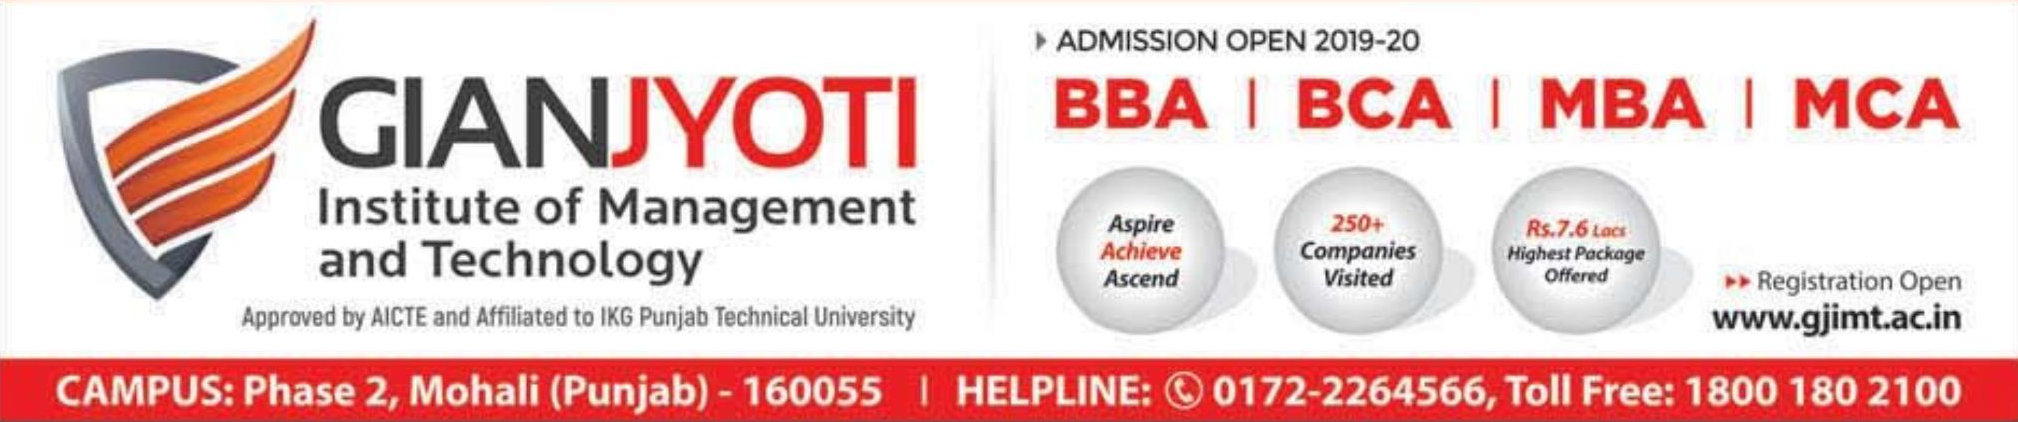 GIANJYOTI
Institute of Management
and Technology
Approved by AICTE and Affiliated to IKG Punjab Technical University
ADMISSION OPEN 2019-20
BBA | BCA | MBA | MCA
Aspire
Achieve
Ascend
250+
Companies
Visited
Rs.7.6 Lacs
Highest Package
Offered
Registration Open
www.gjimt.ac.in
CAMPUS: Phase 2, Mohali (Punjab) - 160055 | HELPLINE: 0172-2264566, Toll Free: 1800 180 2100